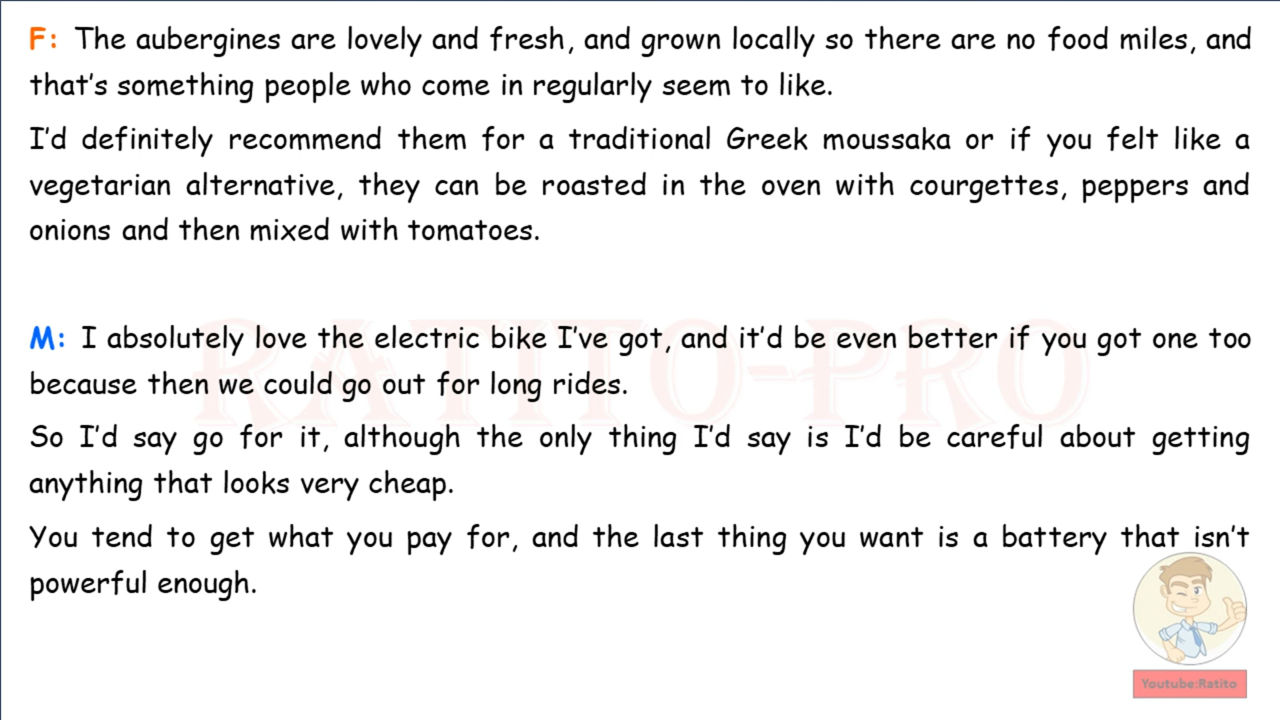 F: The aubergines are lovely and fresh, and grown locally so there are no food miles, and
that's something people who come in regularly seem to like.
I'd definitely recommend them for a traditional Greek moussaka or if you felt like a
vegetarian alternative, they can be roasted in the oven with courgettes, peppers and
onions and then mixed with tomatoes.
RATITO-PRO
M: I absolutely love the electric bike I've got, and it'd be even better if you got one too
because then we could go out for long rides.
So I'd say go for it, although the only thing I'd say is I'd be careful about getting
anything that looks very cheap.
You tend to get what you pay for, and the last thing you want is a battery that isn't
powerful enough.
Youtube:Ratito